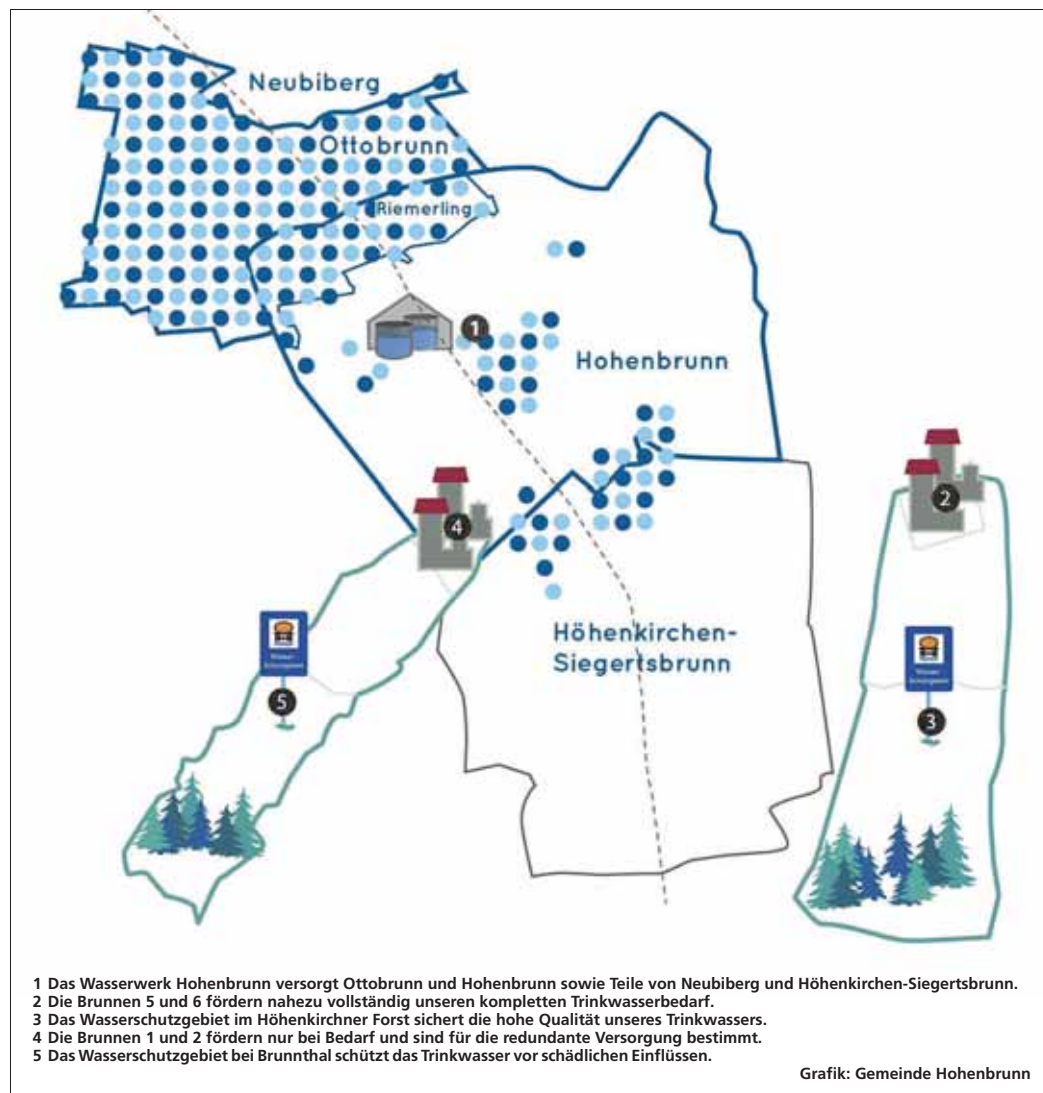 Neubiberg
Ottobrunn
Riemerling
1
Hohenbrunn
2
4
Höhenkirchen-
Siegertsbrunn
5
3
1 Das Wasserwerk Hohenbrunn versorgt Ottobrunn und Hohenbrunn sowie Teile von Neubiberg und Höhenkirchen-Siegertsbrunn.
2 Die Brunnen 5 und 6 fördern nahezu vollständig unseren kompletten Trinkwasserbedarf.
3 Das Wasserschutzgebiet im Höhenkirchner Forst sichert die hohe Qualität unseres Trinkwassers.
4 Die Brunnen 1 und 2 fördern nur bei Bedarf und sind für die redundante Versorgung bestimmt.
5 Das Wasserschutzgebiet bei Brunnthal schützt das Trinkwasser vor schädlichen Einflüssen.
Grafik: Gemeinde Hohenbrunn